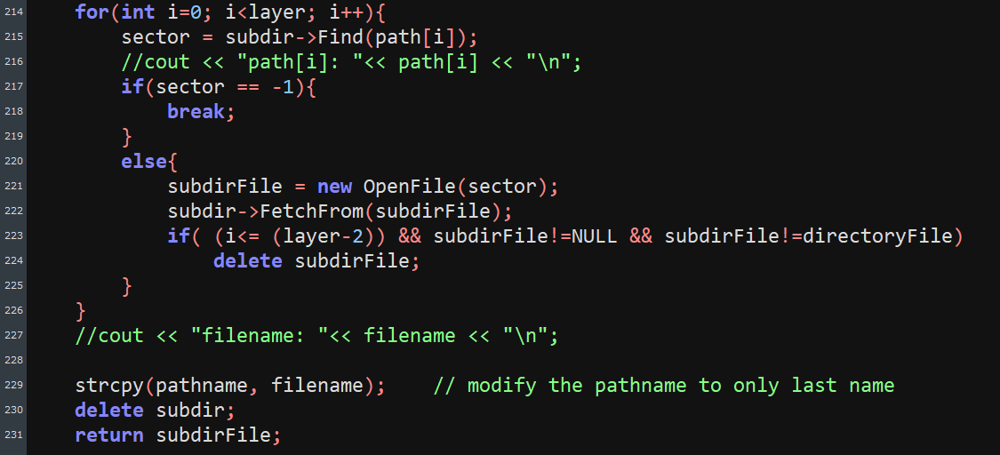 214 for(int i=0; i<layer; i++){
215 sector = subdir->Find(path[i]);
216 //cout << "path[i]: "<< path[i] << "\n";
217 if(sector == -1){
218 break;
219 }
220 else{
221 subdirFile = new OpenFile(sector);
222 subdir->FetchFrom(subdirFile);
223 if( (i<= (layer-2)) && subdirFile!=NULL && subdirFile!=directoryFile)
224 delete subdirFile;
225 }
226 }
227 //cout << "filename: "<< filename << "\n";
228
229 strcpy(pathname, filename); // modify the pathname to only last name
230 delete subdir;
231 return subdirFile;